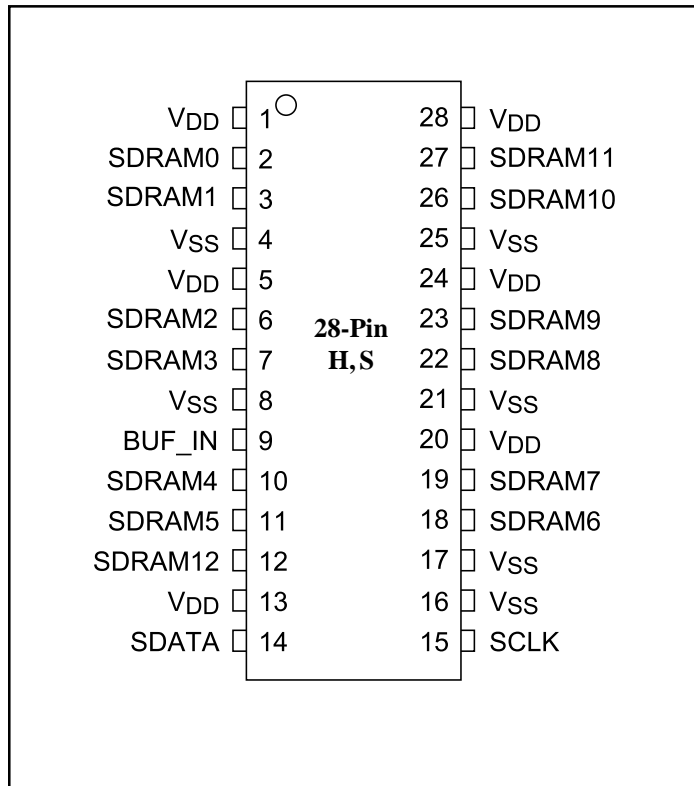 VDD 1 28 VDD
SDRAM0 2 27 SDRAM11
SDRAM1 3 26 SDRAM10
VSS 4 25 VSS
VDD 5 24 VDD
SDRAM2 6 23 SDRAM9
28-Pin
SDRAM3 7 22 SDRAM8
H, S
VSS 8 21 VSS
BUF_IN 9 20 VDD
SDRAM4 10 19 SDRAM7
SDRAM5 11 18 SDRAM6
SDRAM12 12 17 VSS
VDD 13 16 VSS
SDATA 14 15 SCLK